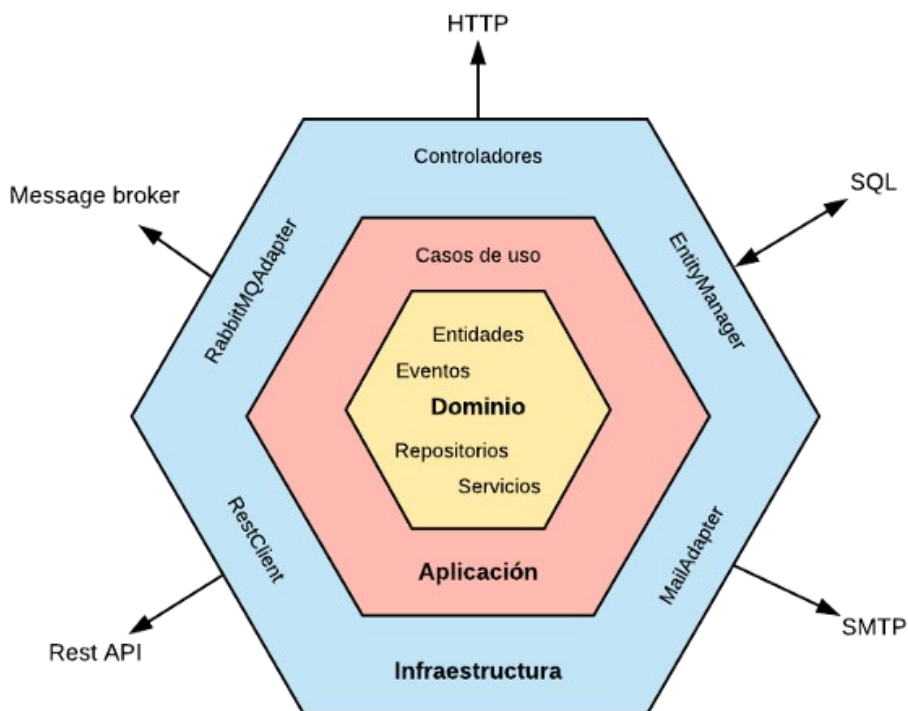 HTTP
Controladores
Message broker
SQL
RabbitMQAdapter
EntityManager
Casos de uso
Entidades
Eventos
Dominio
Repositorios
Servicios
RestClient
MailAdapter
Aplicación
Rest API
SMTP
Infraestructura